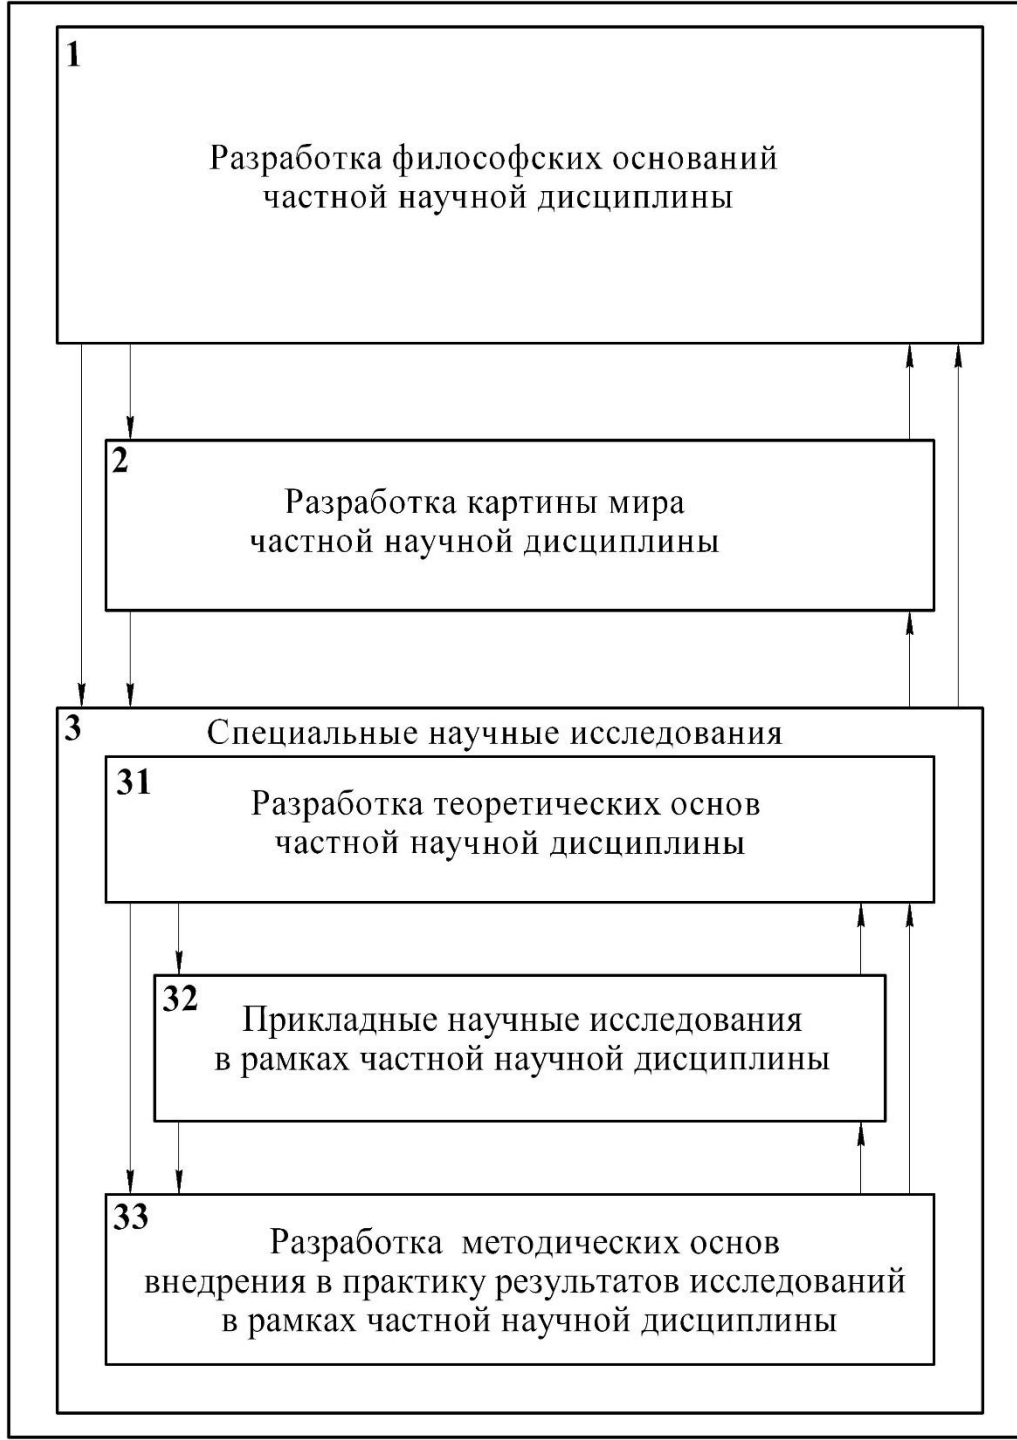 1
Разработка философских оснований
частной научной дисциплины
2
Разработка картины мира
частной научной дисциплины
3 Специальные научные исследования
31
Разработка теоретических основ
частной научной дисциплины
32
Прикладные научные исследования
в рамках частной научной дисциплины
33
Разработка методических основ
внедрения в практику результатов исследований
в рамках частной научной дисциплины